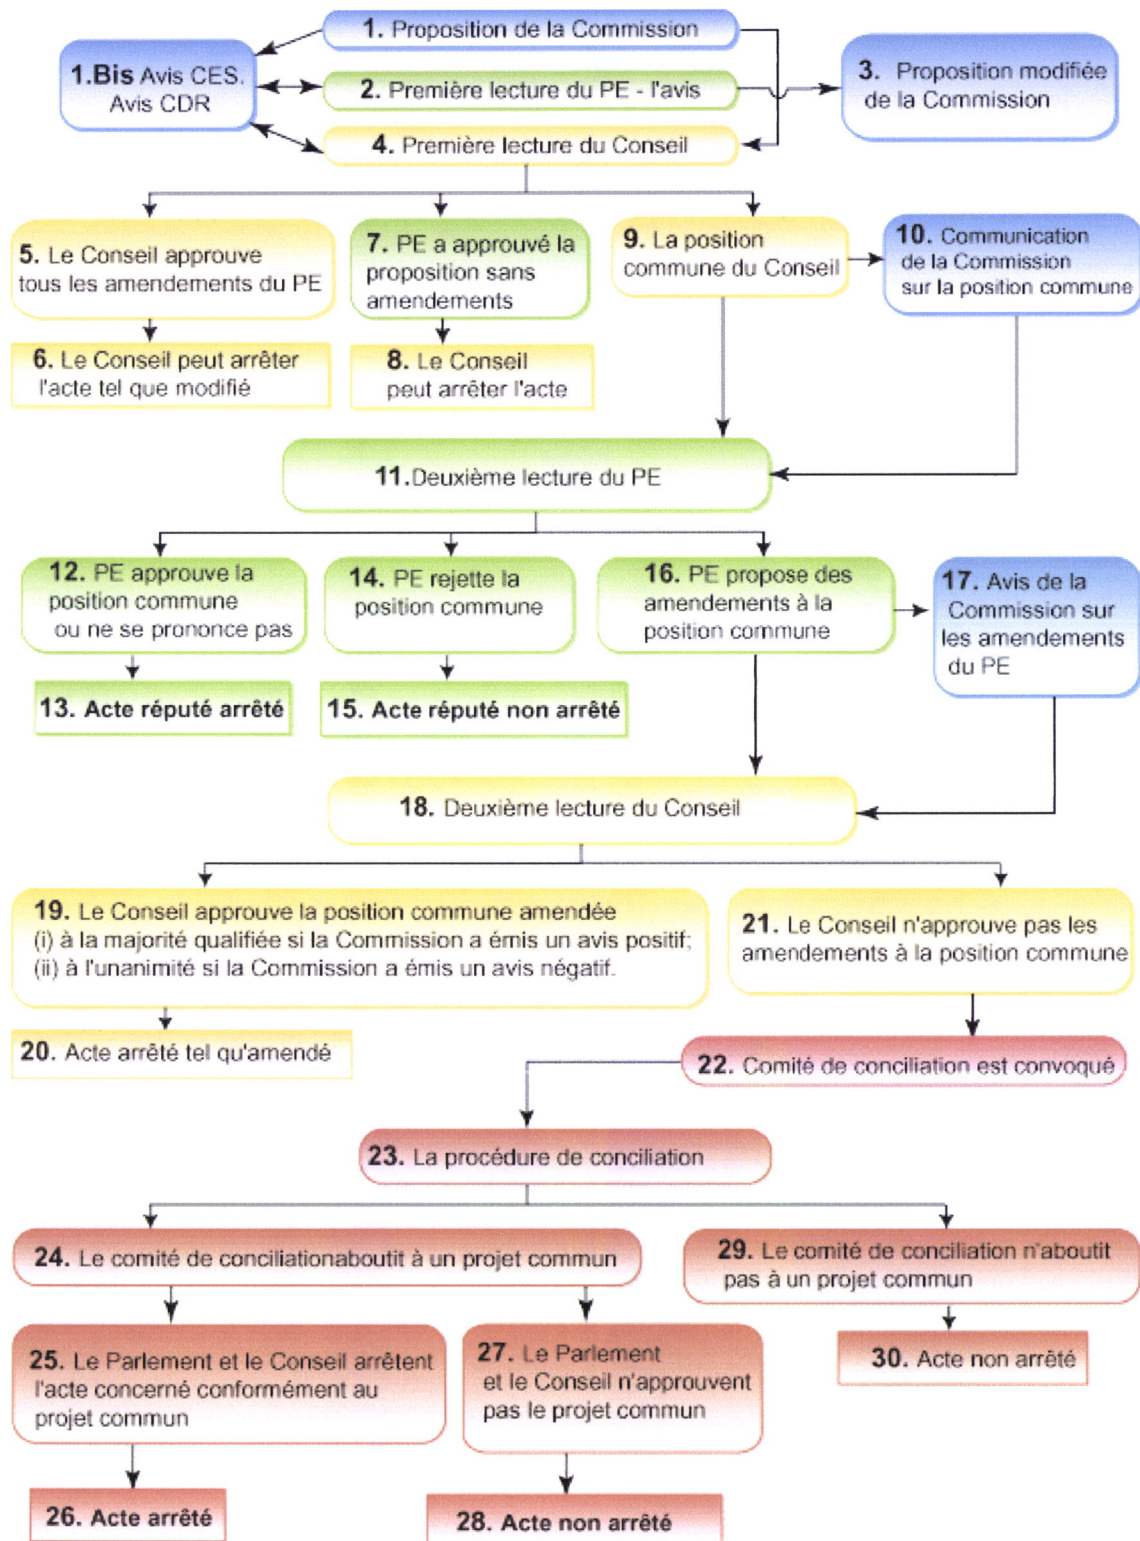 1. Proposition de la Commission
1.Bis Avis CES.
Avis CDR
2. Première lecture du PE - l'avis
3. Proposition modifiée
de la Commission
4. Première lecture du Conseil
5. Le Conseil approuve
tous les amendements du PE
6. Le Conseil peut arrêter
l'acte tel que modifié
7. PE a approuvé la
proposition sans
amendements
8. Le Conseil
peut arrêter l'acte
9. La position
commune du Conseil
10. Communication
de la Commission
sur la position commune
11.Deuxième lecture du PE
12. PE approuve la
position commune
ou ne se prononce pas
13. Acte réputé arrêté
14. PE rejette la
position commune
15. Acte réputé non arrêté
16. PE propose des
amendements à la
position commune
17. Avis de la
Commission sur
les amendements
du PE
18. Deuxième lecture du Conseil
19. Le Conseil approuve la position commune amendée
(i) à la majorité qualifiée si la Commission a émis un avis positif;
(ii) à l'unanimité si la Commission a émis un avis négatif.
20. Acte arrêté tel qu'amendé
21. Le Conseil n'approuve pas les
amendements à la position commune
22. Comité de conciliation est convoqué
23. La procédure de conciliation
24. Le comité de conciliationaboutit à un projet commun
25. Le Parlement et le Conseil arrêtent
l'acte concerné conformément au
projet commun
26. Acte arrêté
27. Le Parlement
et le Conseil n'approuvent
pas le projet commun
28. Acte non arrêté
29. Le comité de conciliation n'aboutit
pas à un projet commun
30. Acte non arrêté